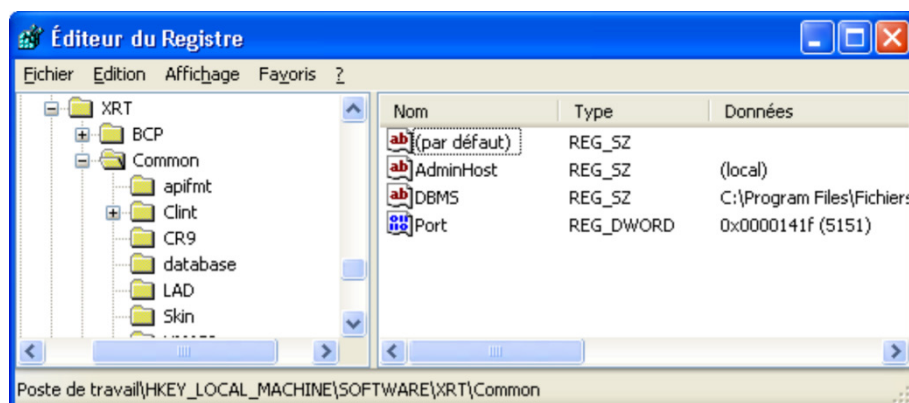 Éditeur du Registre
Fichier Edition Affichage Favoris ?
XRT
BCP
Common
apifmt
Clint
CR9
database
LAD
Skin
Nom Type Données
(par défaut) REG_SZ
AdminHost REG_SZ (local)
DBMS REG_SZ C:\Program Files\Fichiers
Port REG_DWORD 0x0000141f (5151)
Poste de travail\HKEY_LOCAL_MACHINE\SOFTWARE\XRT\Common